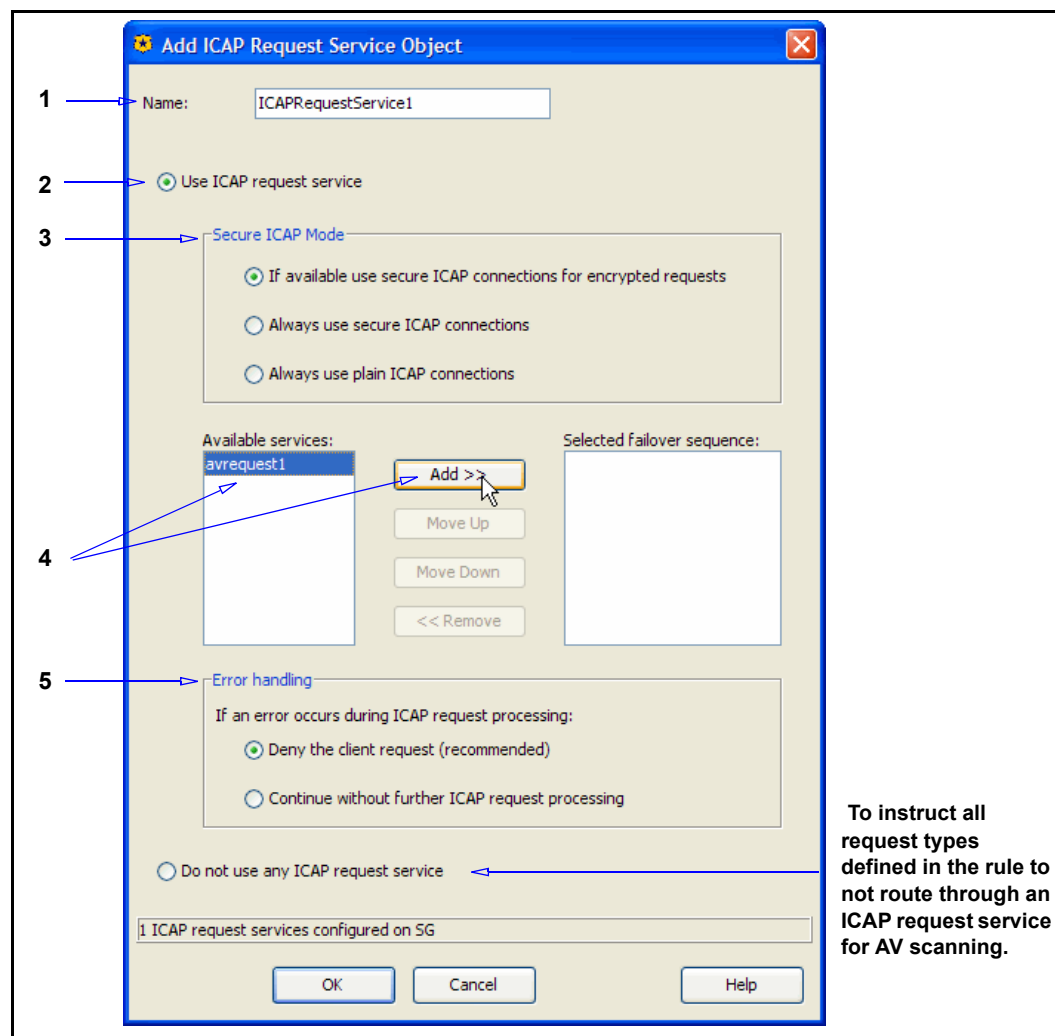 Add ICAP Request Service Object
1
Name:
ICAPRequestService1
2
Use ICAP request service
3
Secure ICAP Mode
If available use secure ICAP connections for encrypted requests
Always use secure ICAP connections
Always use plain ICAP connections
Available services:
Selected failover sequence:
avrequest1
Add >>
Move Up
4
Move Down
<< Remove
5
Error handling
If an error occurs during ICAP request processing:
Deny the client request (recommended)
Continue without further ICAP request processing
Do not use any ICAP request service
To instruct all
request types
defined in the rule to
not route through an
ICAP request service
for AV scanning.
1 ICAP request services configured on SG
OK
Cancel
Help